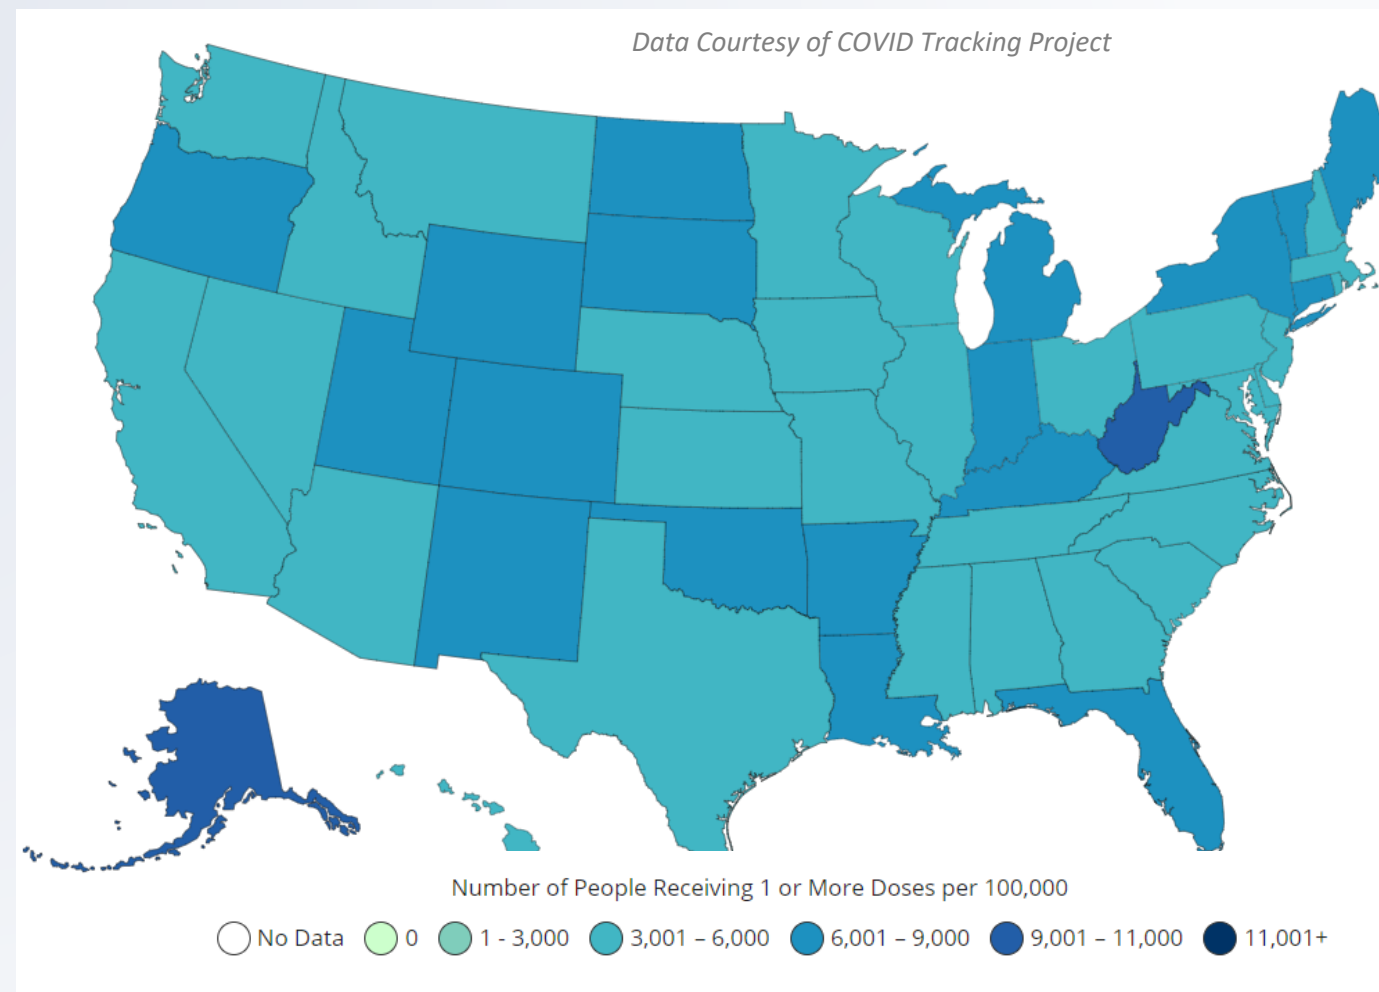 Data Courtesy of COVID Tracking Project
Number of People Receiving 1 or More Doses per 100,000
No Data 0 1 - 3,000 3,001 – 6,000 6,001 – 9,000 9,001 – 11,000 11,001+